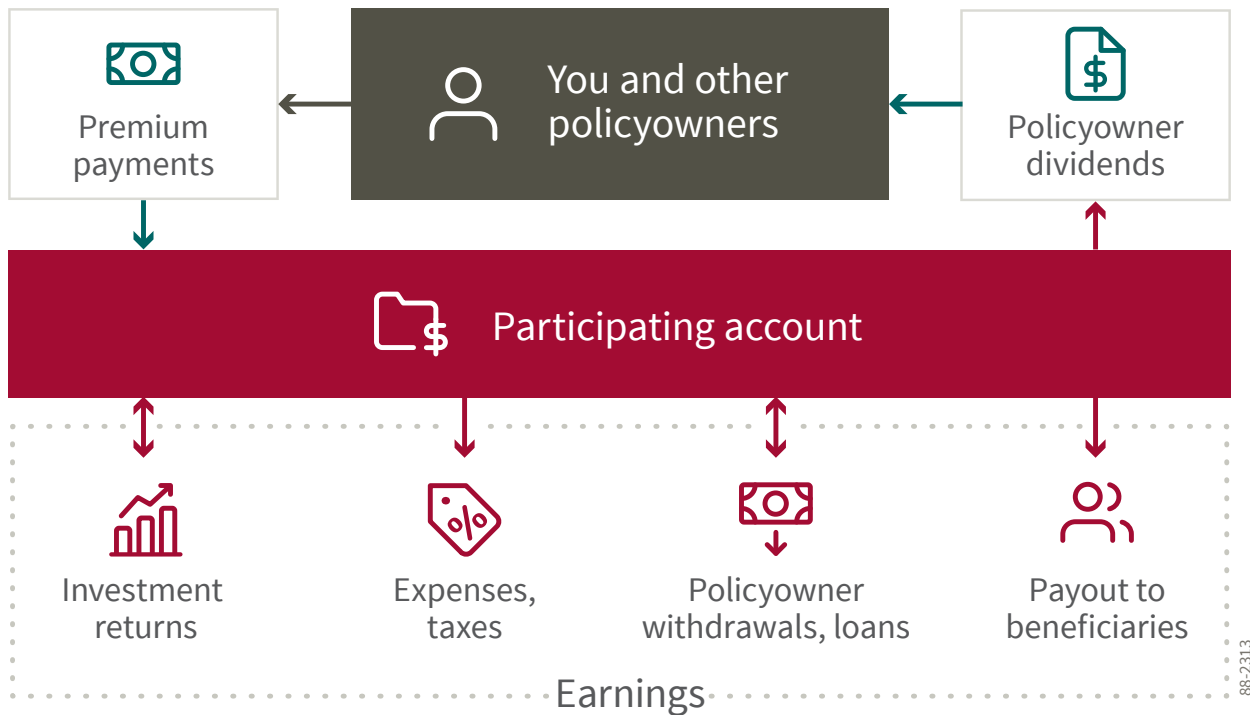 You and other
policyowners
Premium
payments
Policyowner
dividends
$
Participating account
$
%
Investment
returns
Expenses,
taxes
Policyowner
withdrawals, loans
Payout to
beneficiaries
Earnings
88-2313